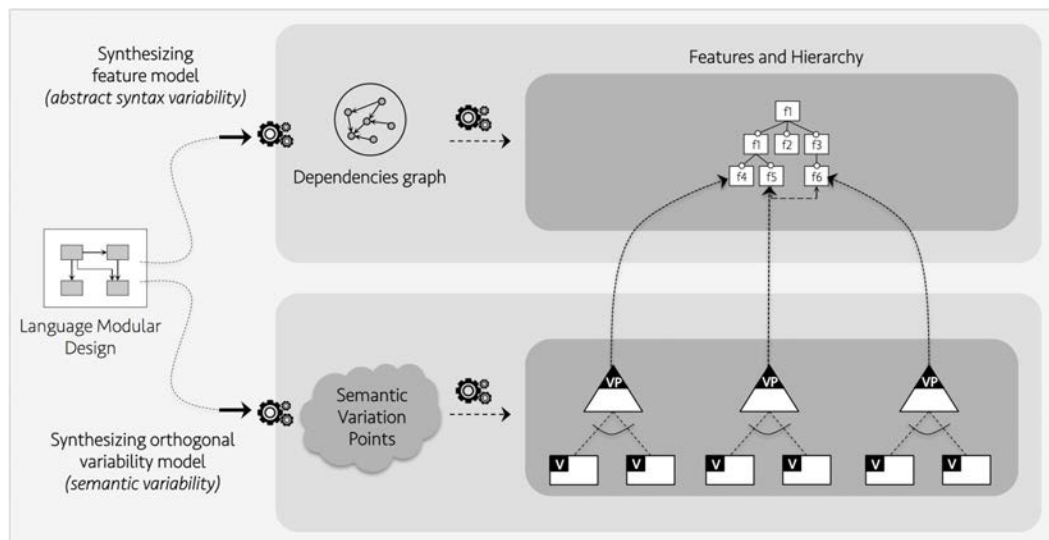 Synthesizing
feature model
(abstract syntax variability)
Dependencies graph
Features and Hierarchy
f1
f1 f2 f3
f4 f5 f6
Language Modular
Design
Synthesizing orthogonal
variability model
(semantic variability)
Semantic
Variation
Points
VP VP VP
V V V V V V